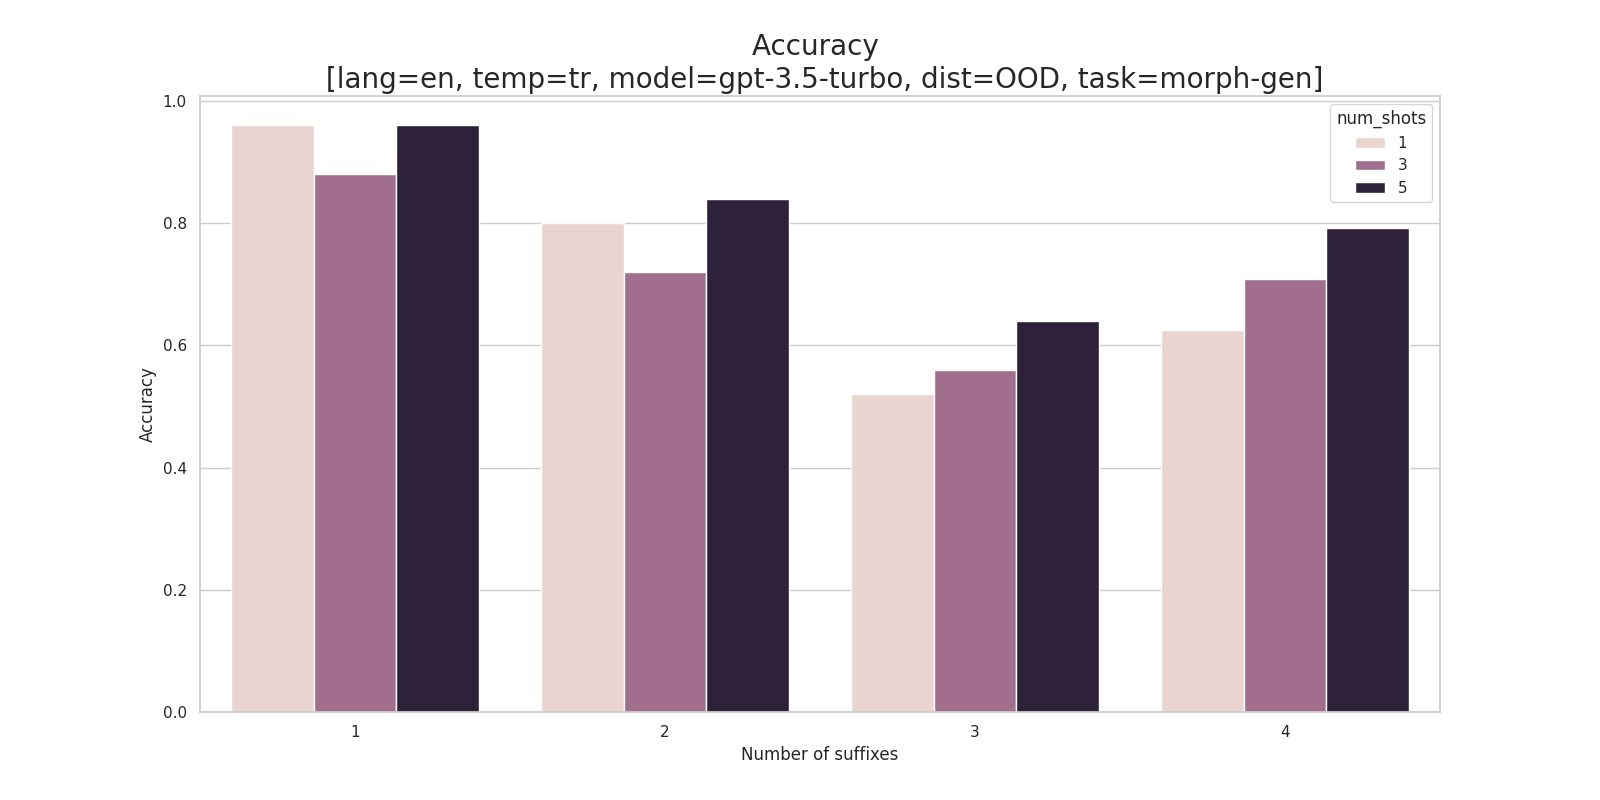 Accuracy
[lang=en, temp=tr, model=gpt-3.5-turbo, dist=OOD, task=morph-gen]
num_shots
1
3
5
1.0
0.8
0.6
0.4
0.2
0.0
Accuracy
1 2 3 4
Number of suffixes